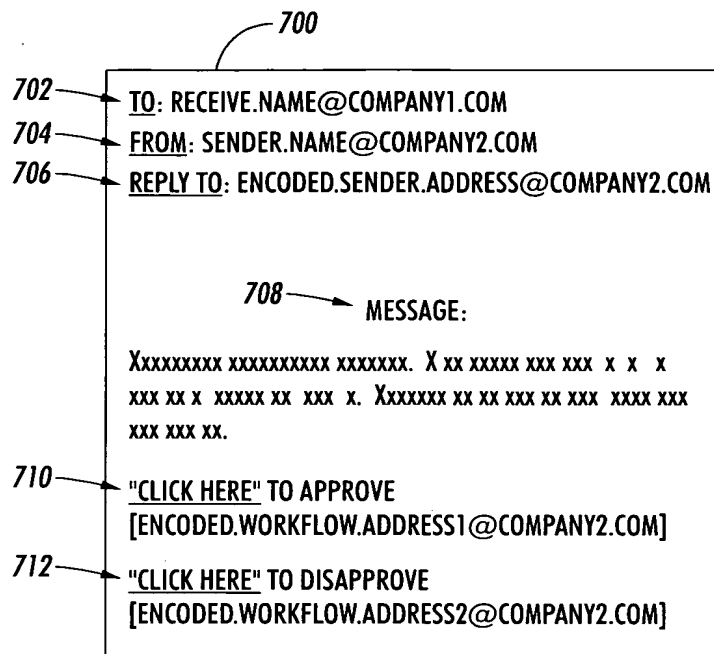 700
702 TO: RECEIVE.NAME@COMPANY1.COM
704 FROM: SENDER.NAME@COMPANY2.COM
706 REPLY TO: ENCODED.SENDER.ADDRESS@COMPANY2.COM
708 MESSAGE:
Xxxxxxxxx xxxxxxxxxx xxxxxxx. X xx xxxxx xxx xxx x x x
xxx xx x xxxxx xx xxx x. Xxxxxxx xx xx xxx xx xxx xxxx xxx
xxx xxx xx.
710 "CLICK HERE" TO APPROVE
[ENCODED.WORKFLOW.ADDRESS1@COMPANY2.COM]
712 "CLICK HERE" TO DISAPPROVE
[ENCODED.WORKFLOW.ADDRESS2@COMPANY2.COM]